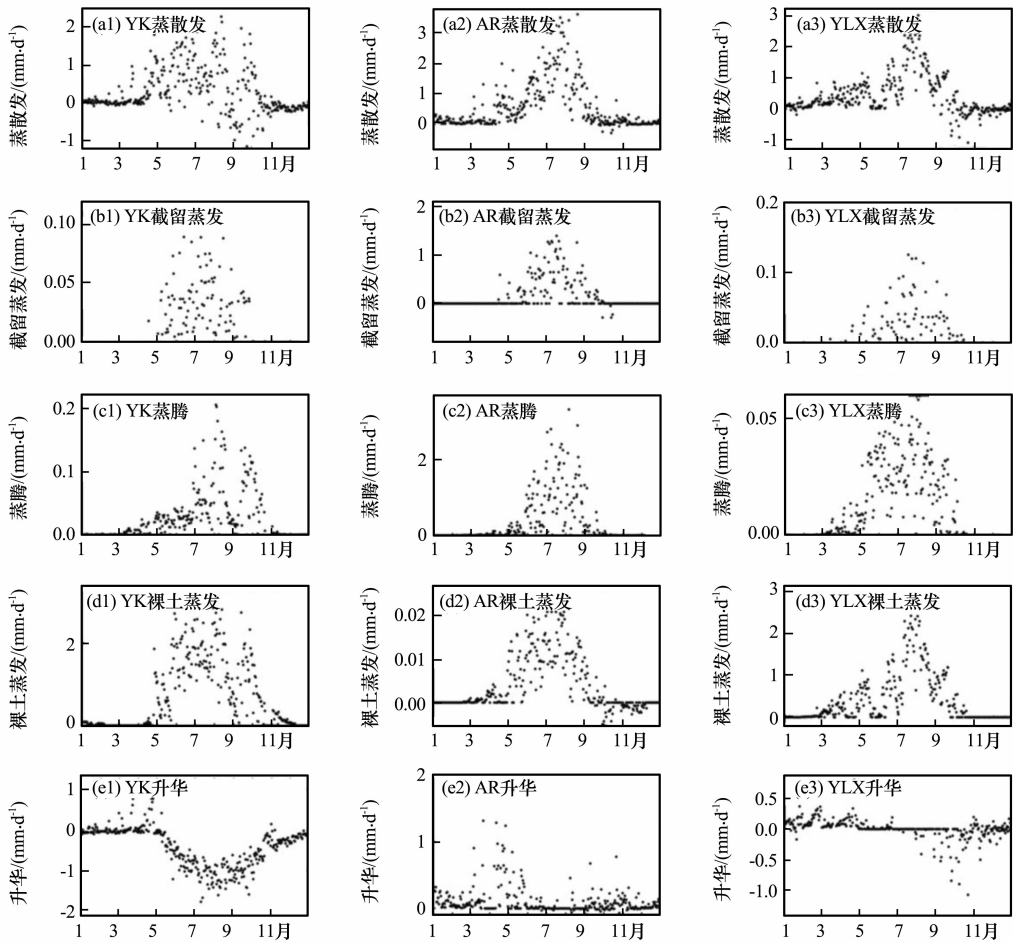 (a1) YK蒸散发
蒸散发/(mm·d⁻¹)
2
1
0
-1
1 3 5 7 9 11月
(a2) AR蒸散发
蒸散发/(mm·d⁻¹)
3
2
1
0
1 3 5 7 9 11月
(a3) YLX蒸散发
蒸散发/(mm·d⁻¹)
3
2
1
0
-1
1 3 5 7 9 11月
(b1) YK截留蒸发
截留蒸发/(mm·d⁻¹)
0.10
0.05
0.00
1 3 5 7 9 11月
(b2) AR截留蒸发
截留蒸发/(mm·d⁻¹)
2
1
0
1 3 5 7 9 11月
(b3) YLX截留蒸发
截留蒸发/(mm·d⁻¹)
0.2
0.1
0.0
1 3 5 7 9 11月
(c1) YK蒸腾
蒸腾/(mm·d⁻¹)
0.2
0.1
0.0
1 3 5 7 9 11月
(c2) AR蒸腾
蒸腾/(mm·d⁻¹)
2
0
1 3 5 7 9 11月
(c3) YLX蒸腾
蒸腾/(mm·d⁻¹)
0.05
0.00
1 3 5 7 9 11月
(d1) YK裸土蒸发
裸土蒸发/(mm·d⁻¹)
2
0
1 3 5 7 9 11月
(d2) AR裸土蒸发
裸土蒸发/(mm·d⁻¹)
0.02
0.01
0.00
1 3 5 7 9 11月
(d3) YLX裸土蒸发
裸土蒸发/(mm·d⁻¹)
3
2
1
0
1 3 5 7 9 11月
(e1) YK升华
升华/(mm·d⁻¹)
1
0
-1
-2
1 3 5 7 9 11月
(e2) AR升华
升华/(mm·d⁻¹)
2
1
0
1 3 5 7 9 11月
(e3) YLX升华
升华/(mm·d⁻¹)
0.5
0.0
-0.5
-1.0
1 3 5 7 9 11月